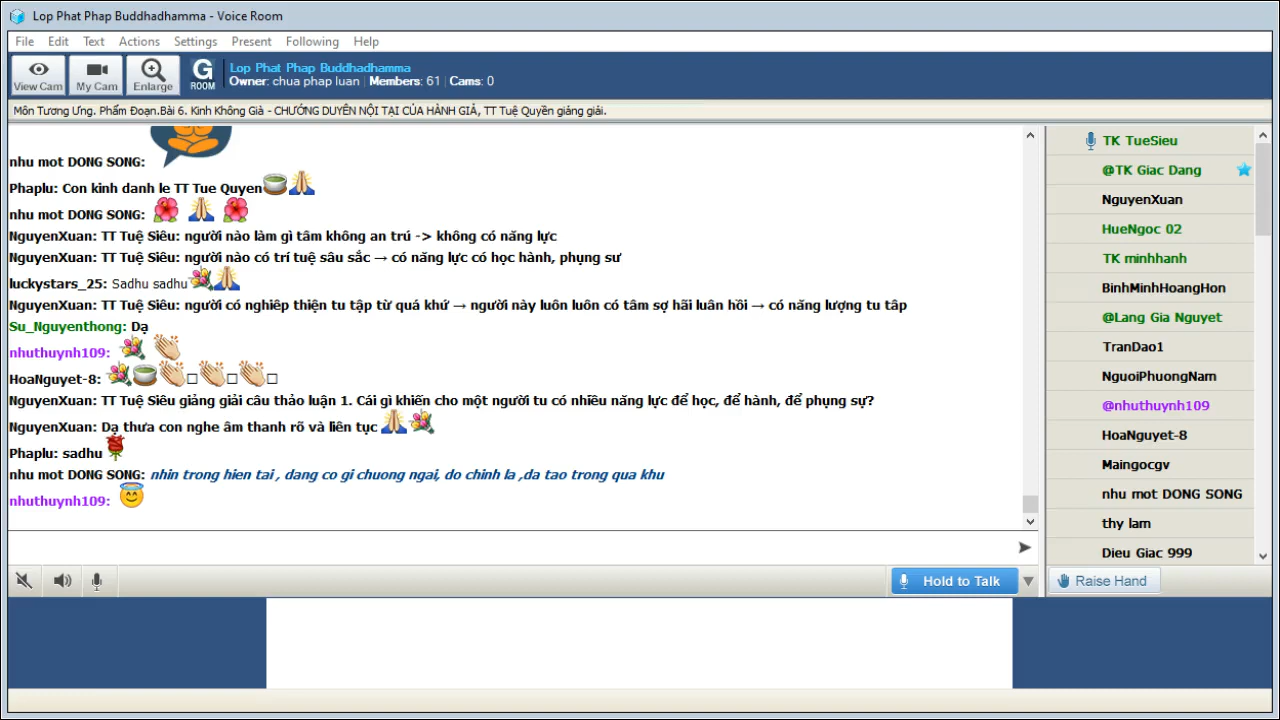 Lop Phat Phap Buddhadhamma - Voice Room
File Edit Text Actions Settings Present Following Help
View Cam My Cam Enlarge G ROOM
Lop Phat Phap Buddhadhamma
Owner: chua phap luan Members: 61 Cams: 0
Môn Tương Ưng. Phẩm Đoạn.Bài 6. Kinh Không Già - CHƯỚNG DUYÊN NỘI TẠI CỦA HÀNH GIẢ, TT Tuệ Quyền giảng giải.
nhu mot DONG SONG:
Phaplu: Con kinh danh le TT Tue Quyen
nhu mot DONG SONG:
NguyenXuan: TT Tuệ Siêu: người nào làm gì tâm không an trú -> không có năng lực
NguyenXuan: TT Tuệ Siêu: người nào có trí tuệ sâu sắc → có năng lực có học hành, phụng sư
luckystars_25: Sadhu sadhu
NguyenXuan: TT Tuệ Siêu: người có nghiêp thiện tu tập từ quá khứ → người này luôn luôn có tâm sợ hãi luân hồi → có năng lượng tu tâp
Su_Nguyenthong: Dạ
nhuthuynh109:
HoaNguyet-8:
NguyenXuan: TT Tuệ Siêu giảng giải câu thảo luận 1. Cái gì khiến cho một người tu có nhiều năng lực để học, để hành, để phụng sự?
NguyenXuan: Dạ thưa con nghe âm thanh rõ và liên tục
Phaplu: sadhu
nhu mot DONG SONG: nhin trong hien tai , dang co gi chuong ngai, do chinh la ,da tao trong qua khu
nhuthuynh109:
Hold to Talk
TK TueSieu
@TK Giac Dang
NguyenXuan
HueNgoc 02
TK minhhanh
BinhMinhHoangHon
@Lang Gia Nguyet
TranDao1
NguoiPhuongNam
@nhuthuynh109
HoaNguyet-8
Maingocgv
nhu mot DONG SONG
thy lam
Dieu Giac 999
Raise Hand